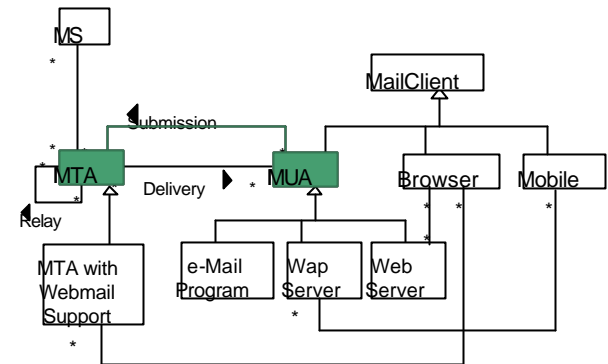 MS
*
MailClient
Submission
*
*
*
*
MTA
MUA
Browser
Mobile
Delivery
*
*
*
*
*
Relay
*
MTA with
Webmail
Support
e-Mail
Program
Wap
Server
Web
Server
*
*